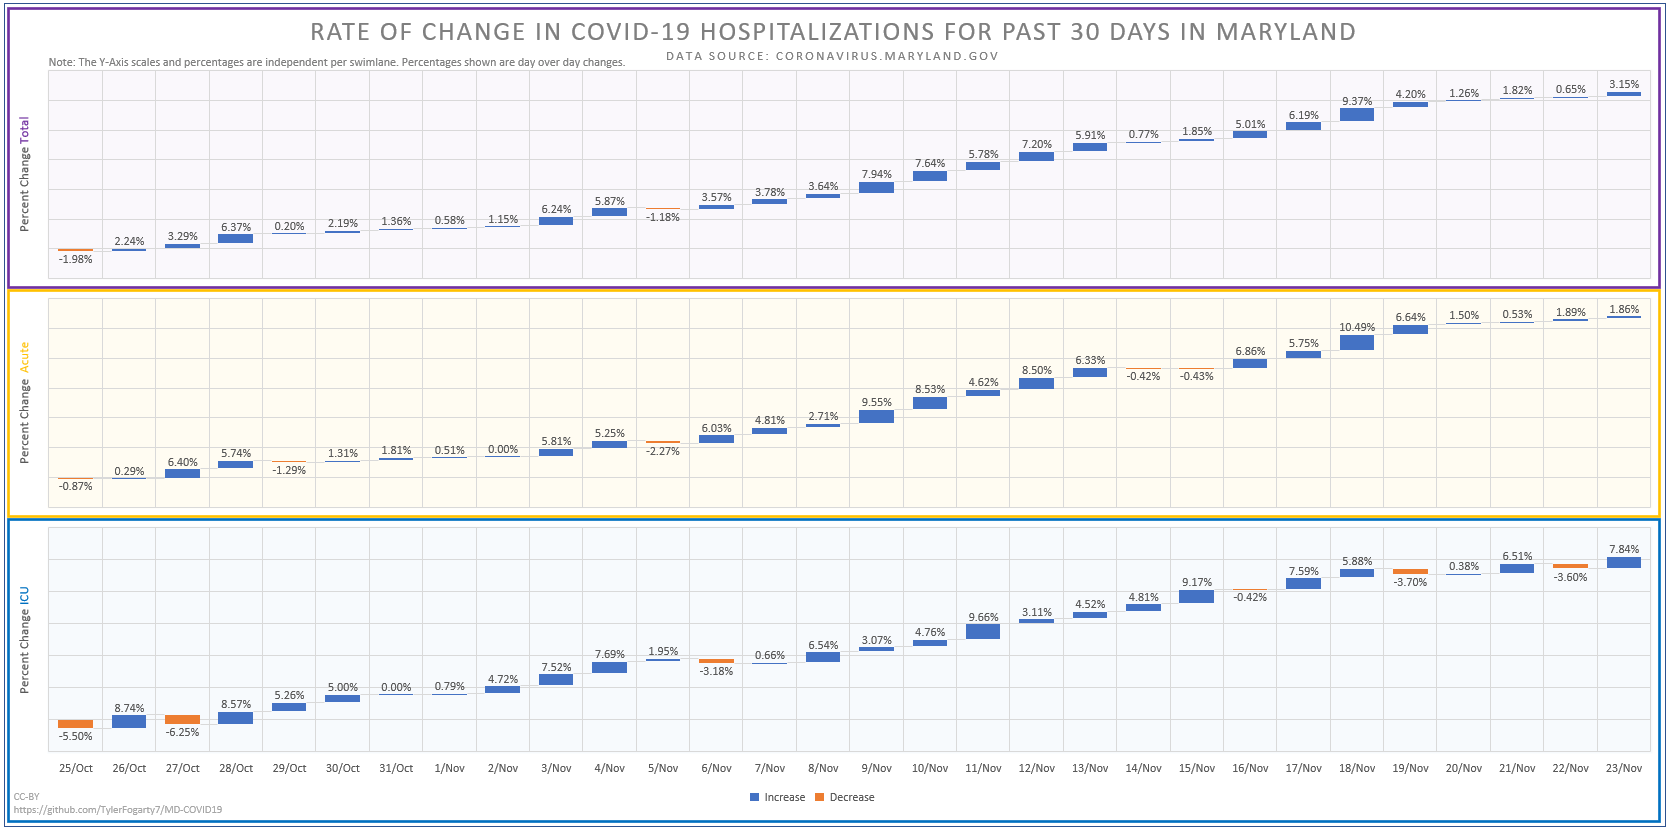 RATE OF CHANGE IN COVID-19 HOSPITALIZATIONS FOR PAST 30 DAYS IN MARYLAND
DATA SOURCE: CORONAVIRUS.MARYLAND.GOV
Note: The Y-Axis scales and percentages are independent per swimlane. Percentages shown are day over day changes.
Percent Change Total
-1.98% 2.24% 3.29% 6.37% 0.20% 2.19% 1.36% 0.58% 1.15% 6.24% 5.87% -1.18% 3.57% 3.78% 3.64% 7.94% 7.64% 5.78% 7.20% 5.91% 0.77% 1.85% 5.01% 6.19% 9.37% 4.20% 1.26% 1.82% 0.65% 3.15%
Percent Change Acute
-0.87% 0.29% 6.40% 5.74% -1.29% 1.31% 1.81% 0.51% 0.00% 5.81% 5.25% -2.27% 6.03% 4.81% 2.71% 9.55% 8.53% 4.62% 8.50% 6.33% -0.42% -0.43% 6.86% 5.75% 10.49% 6.64% 1.50% 0.53% 1.89% 1.86%
Percent Change ICU
-5.50% 8.74% -6.25% 8.57% 5.26% 5.00% 0.00% 0.79% 4.72% 7.52% 7.69% 1.95% -3.18% 0.66% 6.54% 3.07% 4.76% 9.66% 3.11% 4.52% 4.81% 9.17% -0.42% 7.59% 5.88% -3.70% 0.38% 6.51% -3.60% 7.84%
25/Oct 26/Oct 27/Oct 28/Oct 29/Oct 30/Oct 31/Oct 1/Nov 2/Nov 3/Nov 4/Nov 5/Nov 6/Nov 7/Nov 8/Nov 9/Nov 10/Nov 11/Nov 12/Nov 13/Nov 14/Nov 15/Nov 16/Nov 17/Nov 18/Nov 19/Nov 20/Nov 21/Nov 22/Nov 23/Nov
Increase Decrease
CC-BY
https://github.com/TylerFogarty7/MD-COVID19